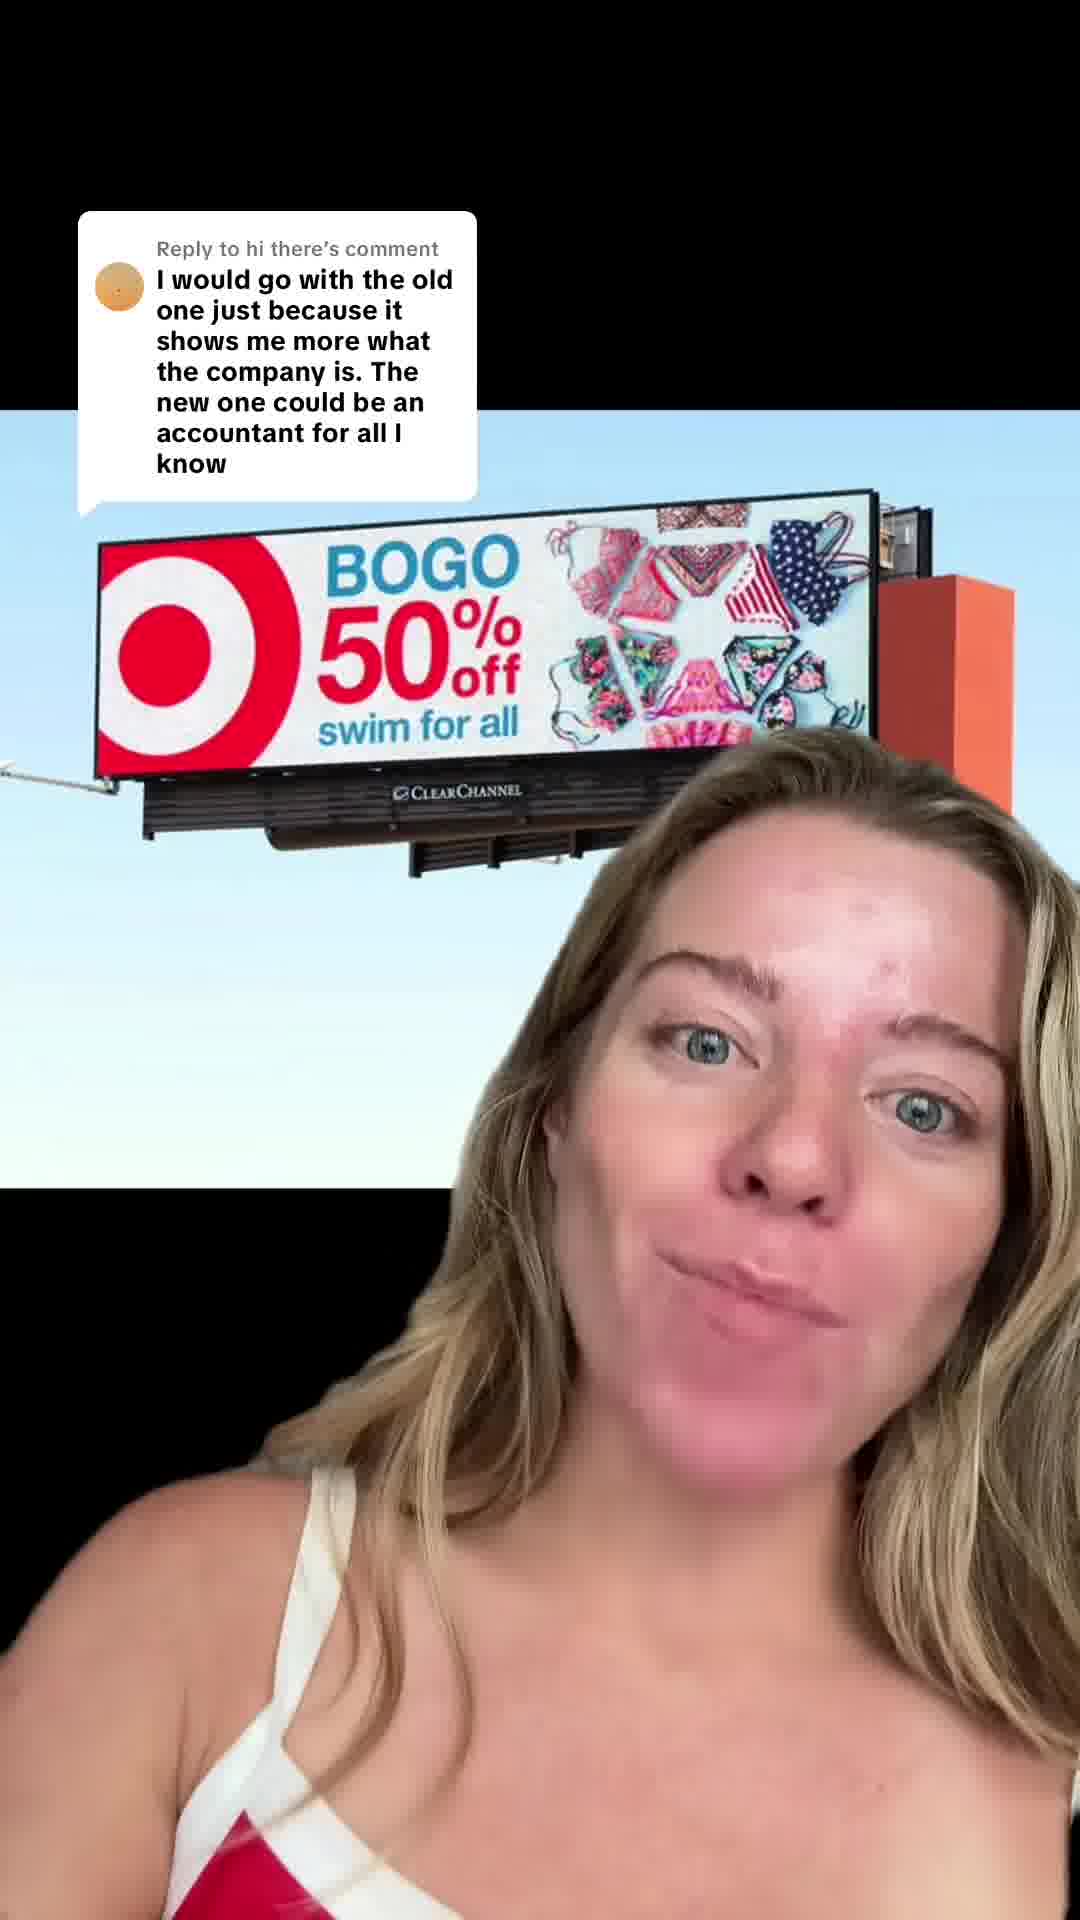 Reply to hi there's comment
I would go with the old
one just because it
shows me more what
the company is. The
new one could be an
accountant for all I
know
BOGO
50% off
swim for all
CLEARCHANNEL